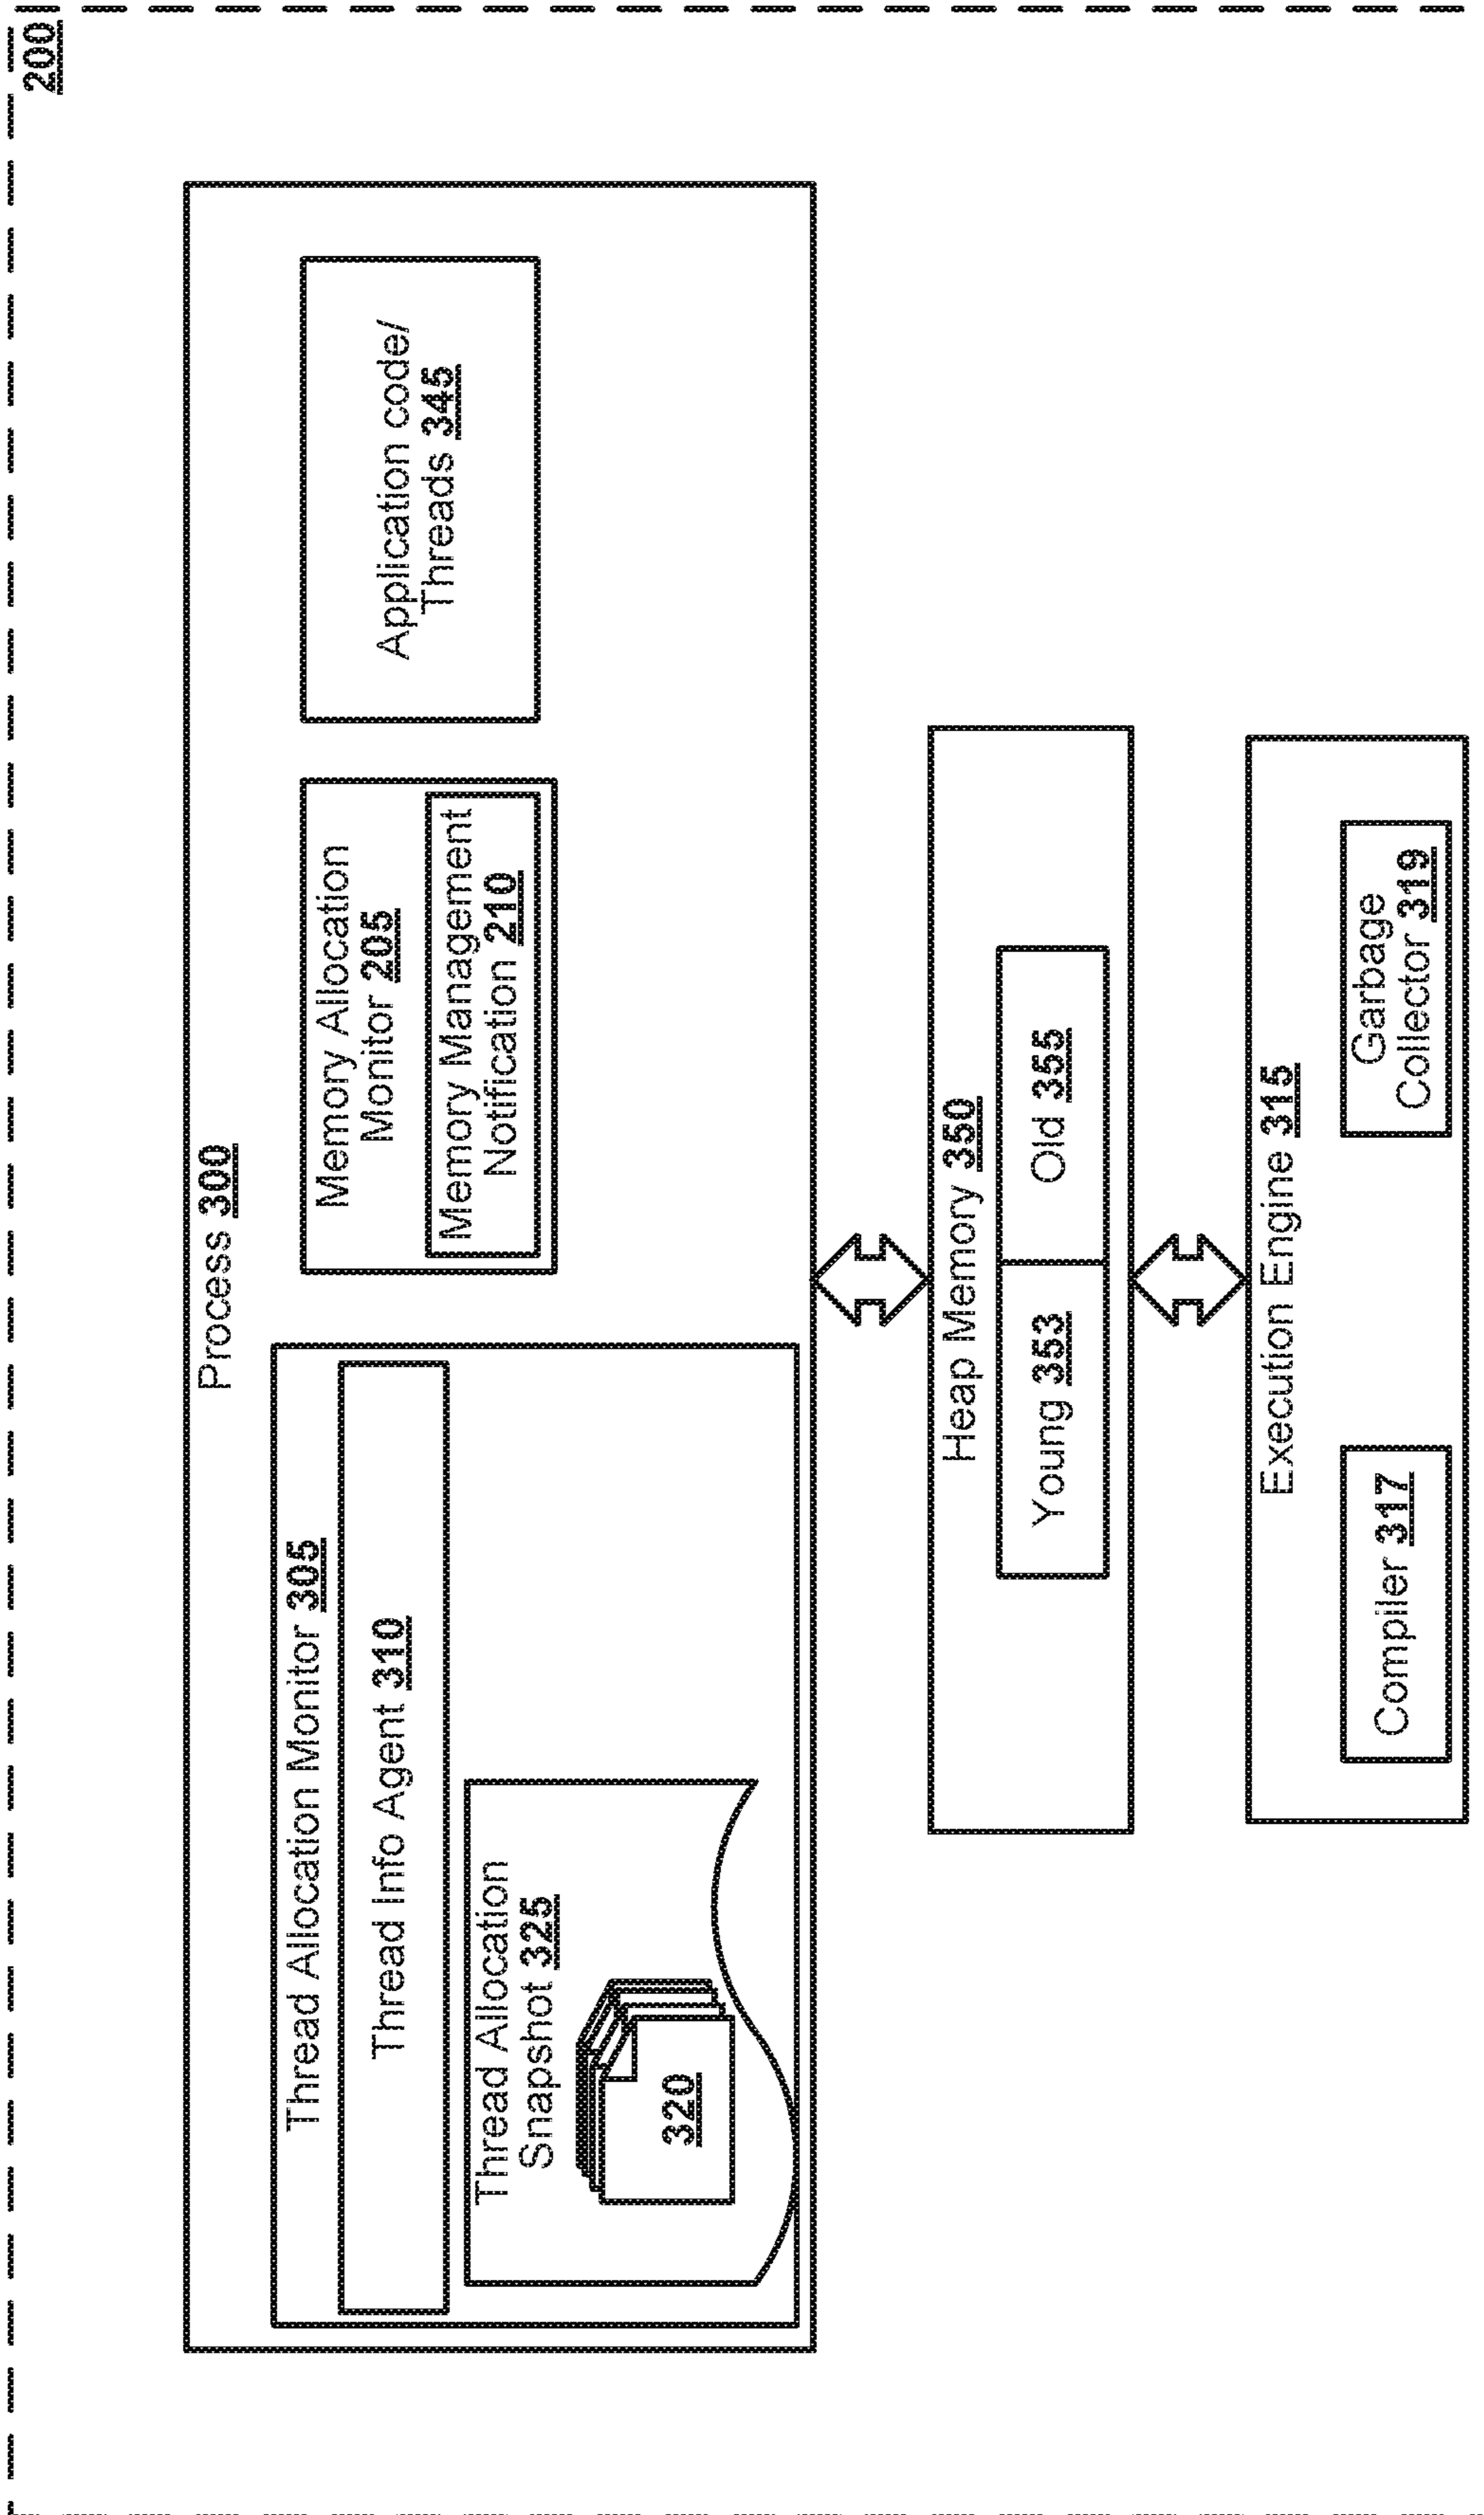 200
Process 300
Thread Allocation Monitor 305
Thread Info Agent 310
Thread Allocation
Snapshot 325
320
Memory Allocation
Monitor 205
Memory Management
Notification 210
Application code/
Threads 345
Heap Memory 350
Young 353
Old 355
Execution Engine 315
Compiler 317
Garbage
Collector 319